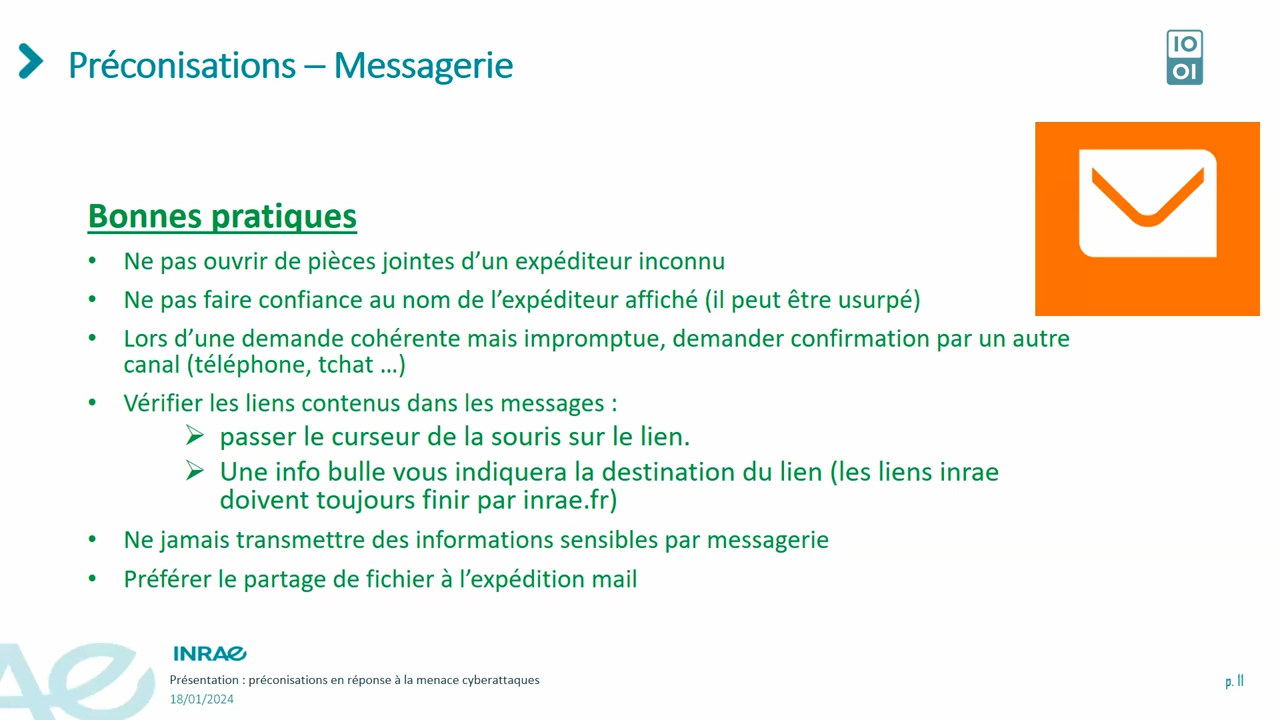 Préconisations – Messagerie
IO
OI
Bonnes pratiques
• Ne pas ouvrir de pièces jointes d’un expéditeur inconnu
• Ne pas faire confiance au nom de l’expéditeur affiché (il peut être usurpé)
• Lors d’une demande cohérente mais impromptue, demander confirmation par un autre
canal (téléphone, tchat …)
• Vérifier les liens contenus dans les messages :
➢ passer le curseur de la souris sur le lien.
➢ Une info bulle vous indiquera la destination du lien (les liens inrae
doivent toujours finir par inrae.fr)
• Ne jamais transmettre des informations sensibles par messagerie
• Préférer le partage de fichier à l’expédition mail
INRAE
Présentation : préconisations en réponse à la menace cyberattaques
18/01/2024
p. 11